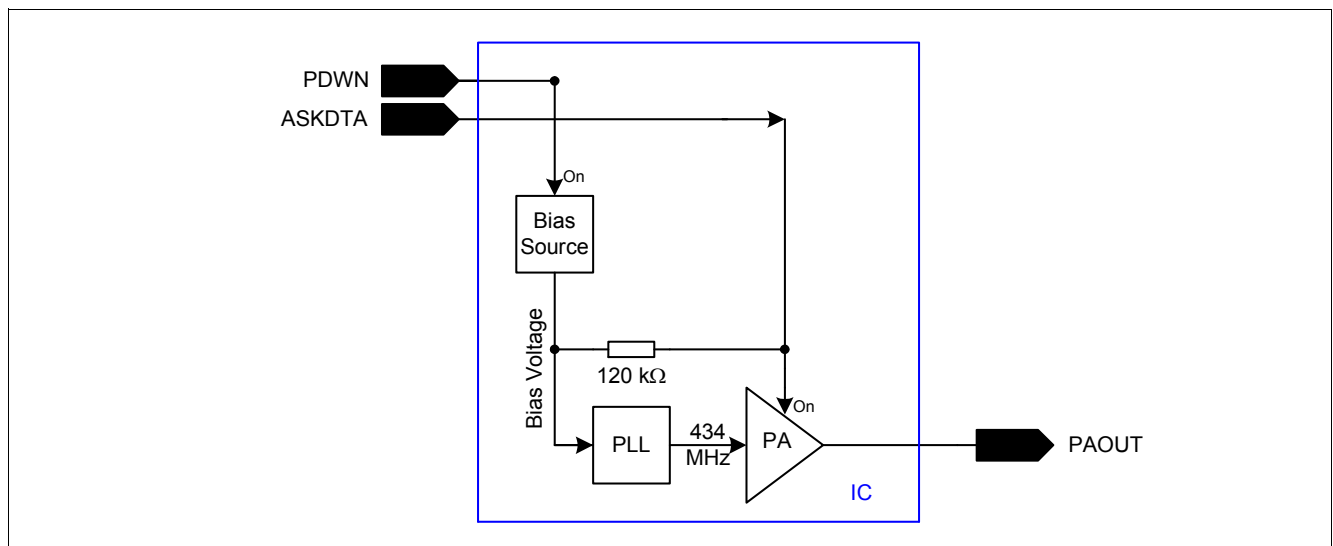 PDWN
ASKDTA
On
Bias
Source
Bias Voltage
120 kΩ
On
PLL
434
MHz
PA
PAOUT
IC